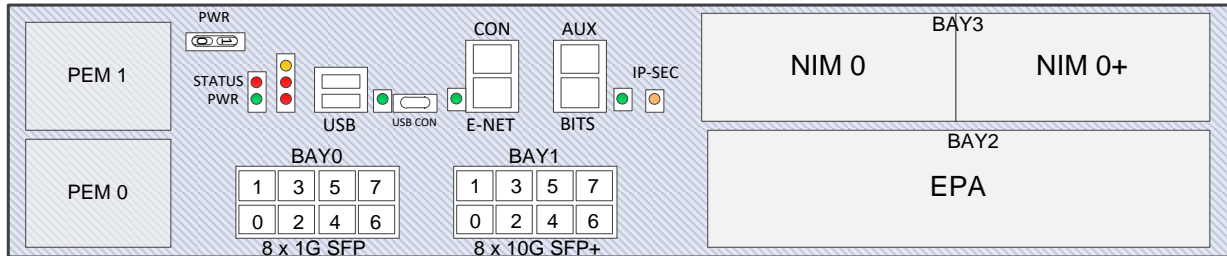 PWR
0 1
PEM 1
STATUS
PWR
USB
USB CON
CON
E-NET
AUX
BITS
IP-SEC
BAY3
NIM 0
NIM 0+
PEM 0
BAY0
1 3 5 7
0 2 4 6
8 x 1G SFP
BAY1
1 3 5 7
0 2 4 6
8 x 10G SFP+
BAY2
EPA